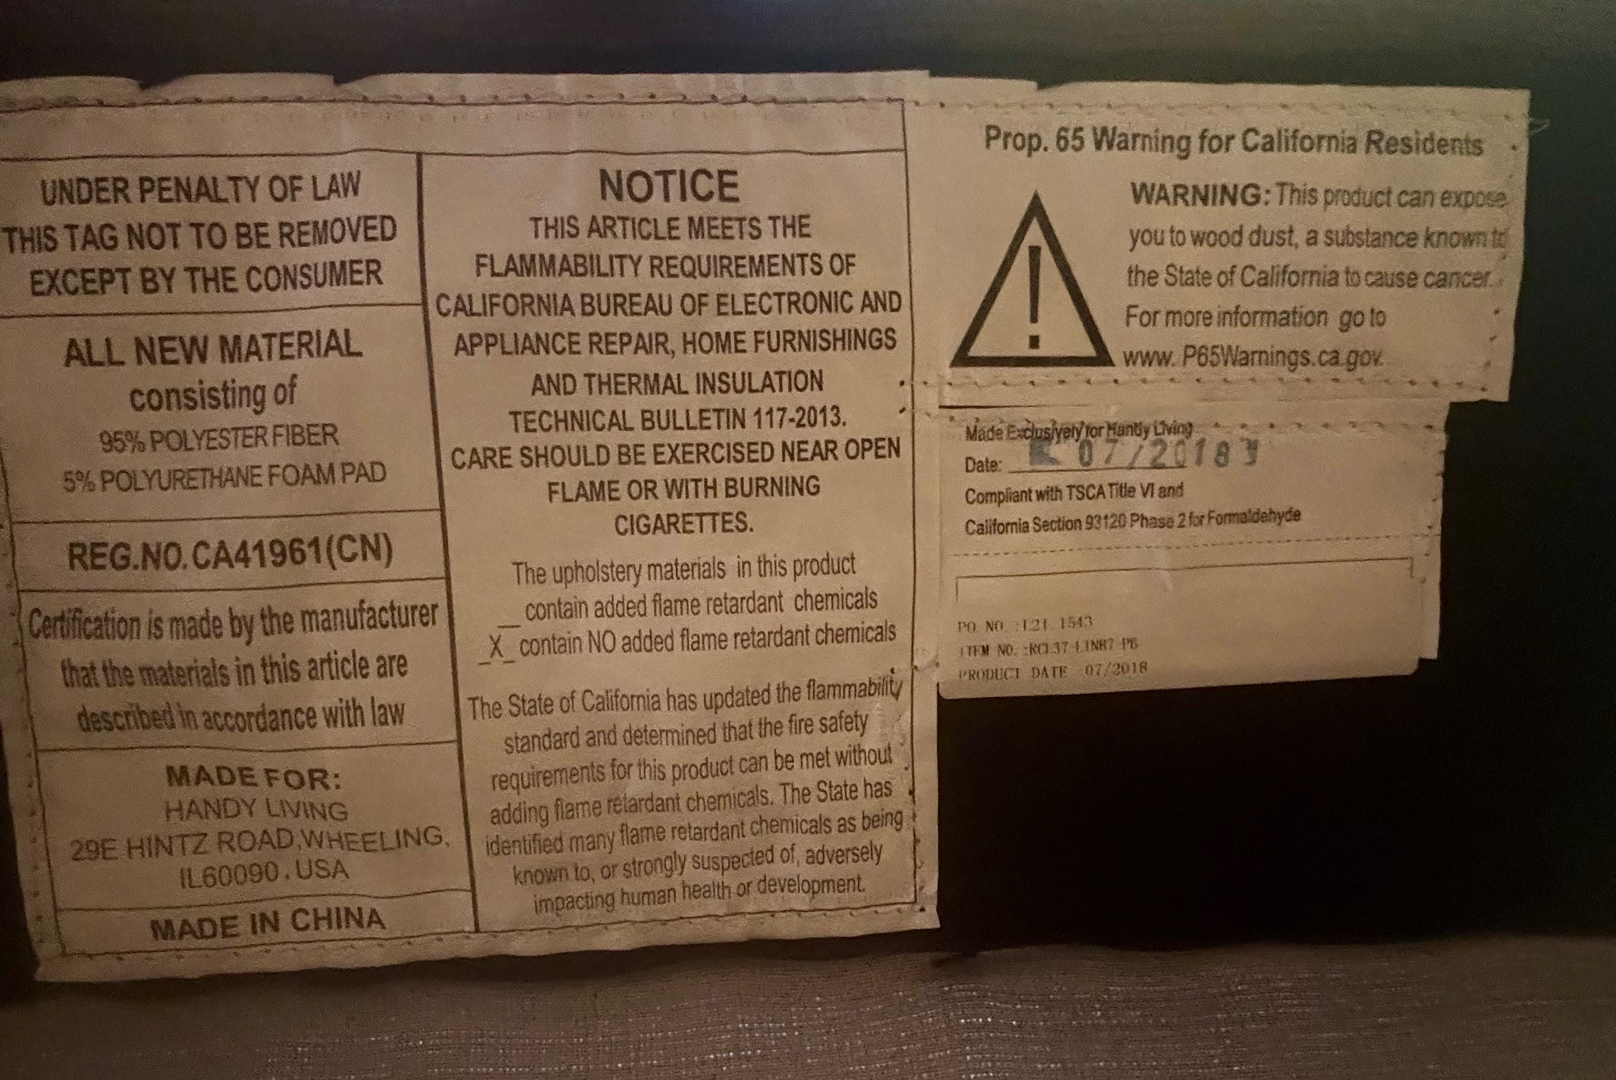 UNDER PENALTY OF LAW
THIS TAG NOT TO BE REMOVED
EXCEPT BY THE CONSUMER
ALL NEW MATERIAL
consisting of
95% POLYESTER FIBER
5% POLYURETHANE FOAM PAD
REG.NO.CA41961(CN)
Certification is made by the manufacturer
that the materials in this article are
described in accordance with law
MADE FOR:
HANDY LIVING
29E HINTZ ROAD,WHEELING,
IL60090.USA
MADE IN CHINA
NOTICE
THIS ARTICLE MEETS THE
FLAMMABILITY REQUIREMENTS OF
CALIFORNIA BUREAU OF ELECTRONIC AND
APPLIANCE REPAIR, HOME FURNISHINGS
AND THERMAL INSULATION
TECHNICAL BULLETIN 117-2013.
CARE SHOULD BE EXERCISED NEAR OPEN
FLAME OR WITH BURNING
CIGARETTES.
The upholstery materials in this product
__ contain added flame retardant chemicals
_X_ contain NO added flame retardant chemicals
The State of California has updated the flammability
standard and determined that the fire safety
requirements for this product can be met without
adding flame retardant chemicals. The State has
identified many flame retardant chemicals as being
known to, or strongly suspected of, adversely
impacting human health or development.
Prop. 65 Warning for California Residents
WARNING: This product can expose
you to wood dust, a substance known to
the State of California to cause cancer.
For more information go to
www. P65Warnings.ca.gov.
Made Exclusively for Handy Living
Date: 07/2018
Compliant with TSCA Title VI and
California Section 93120 Phase 2 for Formaldehyde
PO NO. :L21 1543
ITEM NO.
PRODUCT DATE 07/2018